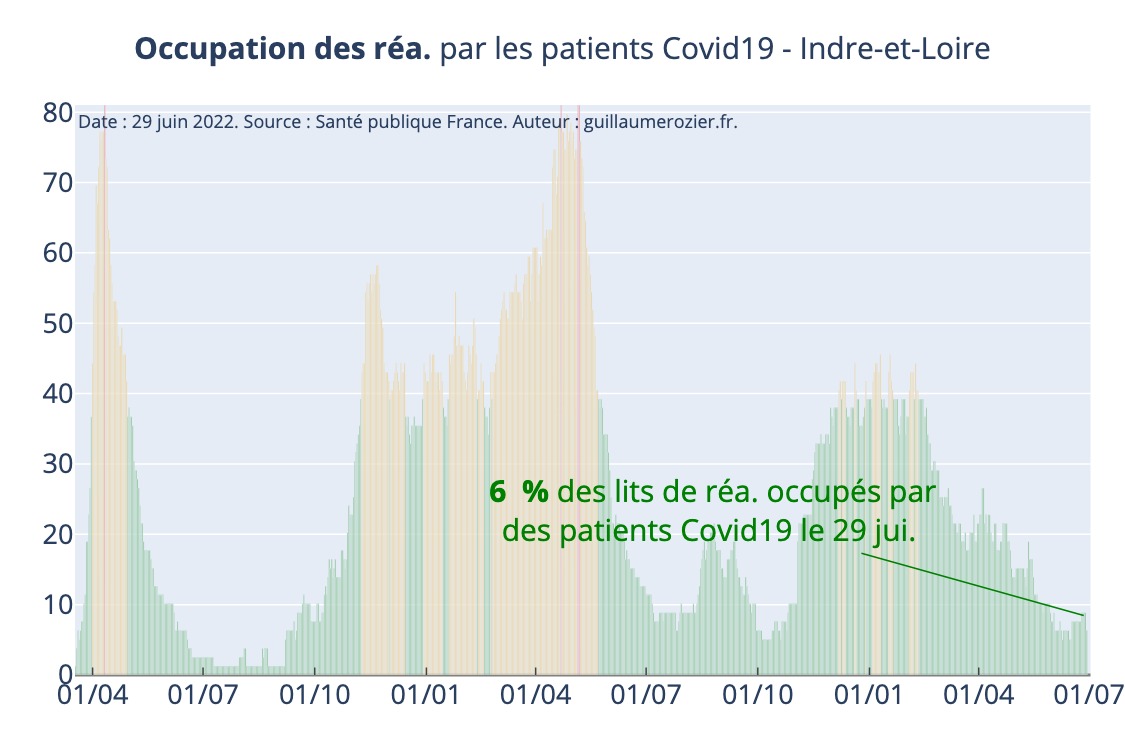 Occupation des réa. par les patients Covid19 - Indre-et-Loire
80
Date : 29 juin 2022. Source : Santé publique France. Auteur : guillaumerozier.fr.
70
60
50
40
30
6 % des lits de réa. occupés par
des patients Covid19 le 29 jui.
20
10
0
01/04 01/07 01/10 01/01 01/04 01/07 01/10 01/01 01/04 01/07